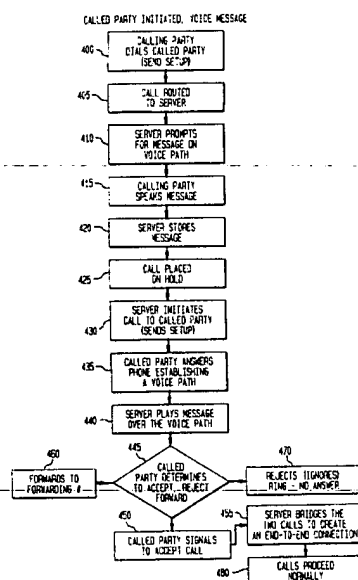 CALLED PARTY INITIATED, VOICE MESSAGE
400
CALLING PARTY
DIALS CALLED PARTY
(SEND SETUP)
405
CALL ROUTED
TO SERVER
410
SERVER PROMPTS
FOR MESSAGE ON
VOICE PATH
415
CALLING PARTY
SPEAKS MESSAGE
420
SERVER STORES
MESSAGE
425
CALL PLACED
ON HOLD
430
SERVER INITIATES
CALL TO CALLED PARTY
(SENDS SETUP)
435
CALLED PARTY ANSWERS
PHONE ESTABLISHING
A VOICE PATH
440
SERVER PLAYS MESSAGE
OVER THE VOICE PATH
445
CALLED
PARTY DETERMINES
TO ACCEPT REJECT
FORWARD
460
FORWARDS TO
FORWARDING #
470
REJECTS (IGNORES)
RING - NO ANSWER
450
CALLED PARTY SIGNALS
TO ACCEPT CALL
455
SERVER BRIDGES THE
TWO CALLS TO CREATE
AN END-TO-END CONNECTION
480
CALLS PROCEED
NORMALLY